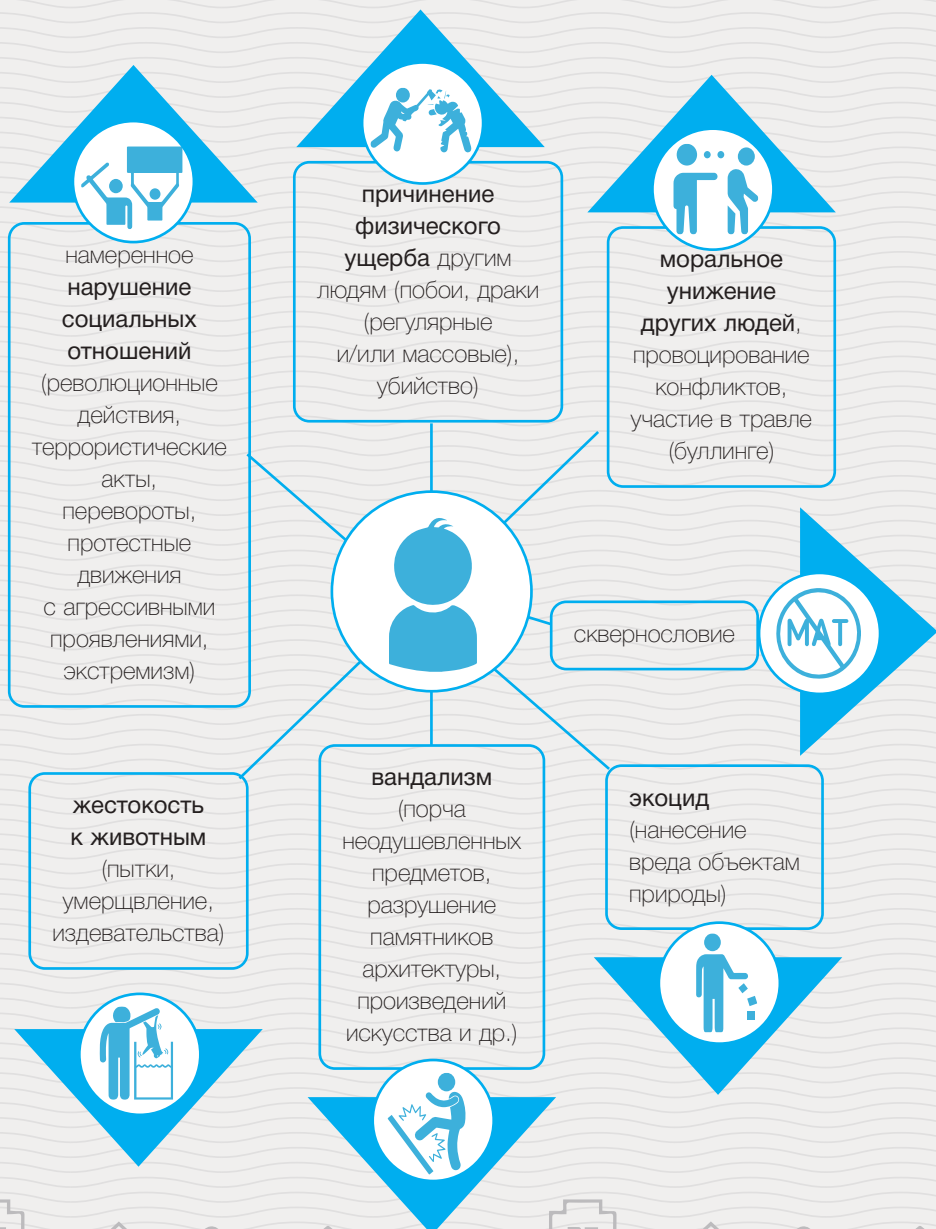 намеренное
нарушение
социальных
отношений
(революционные
действия,
террористические
акты,
перевороты,
протестные
движения
с агрессивными
проявлениями,
экстремизм)
причинение
физического
ущерба другим
людям (побои, драки
(регулярные
и/или массовые),
убийство)
моральное
унижение
других людей,
провоцирование
конфликтов,
участие в травле
(буллинге)
сквернословие
МАТ
жестокость
к животным
(пытки,
умерщвление,
издевательства)
вандализм
(порча
неодушевленных
предметов,
разрушение
памятников
архитектуры,
произведений
искусства и др.)
экоцид
(нанесение
вреда объектам
природы)